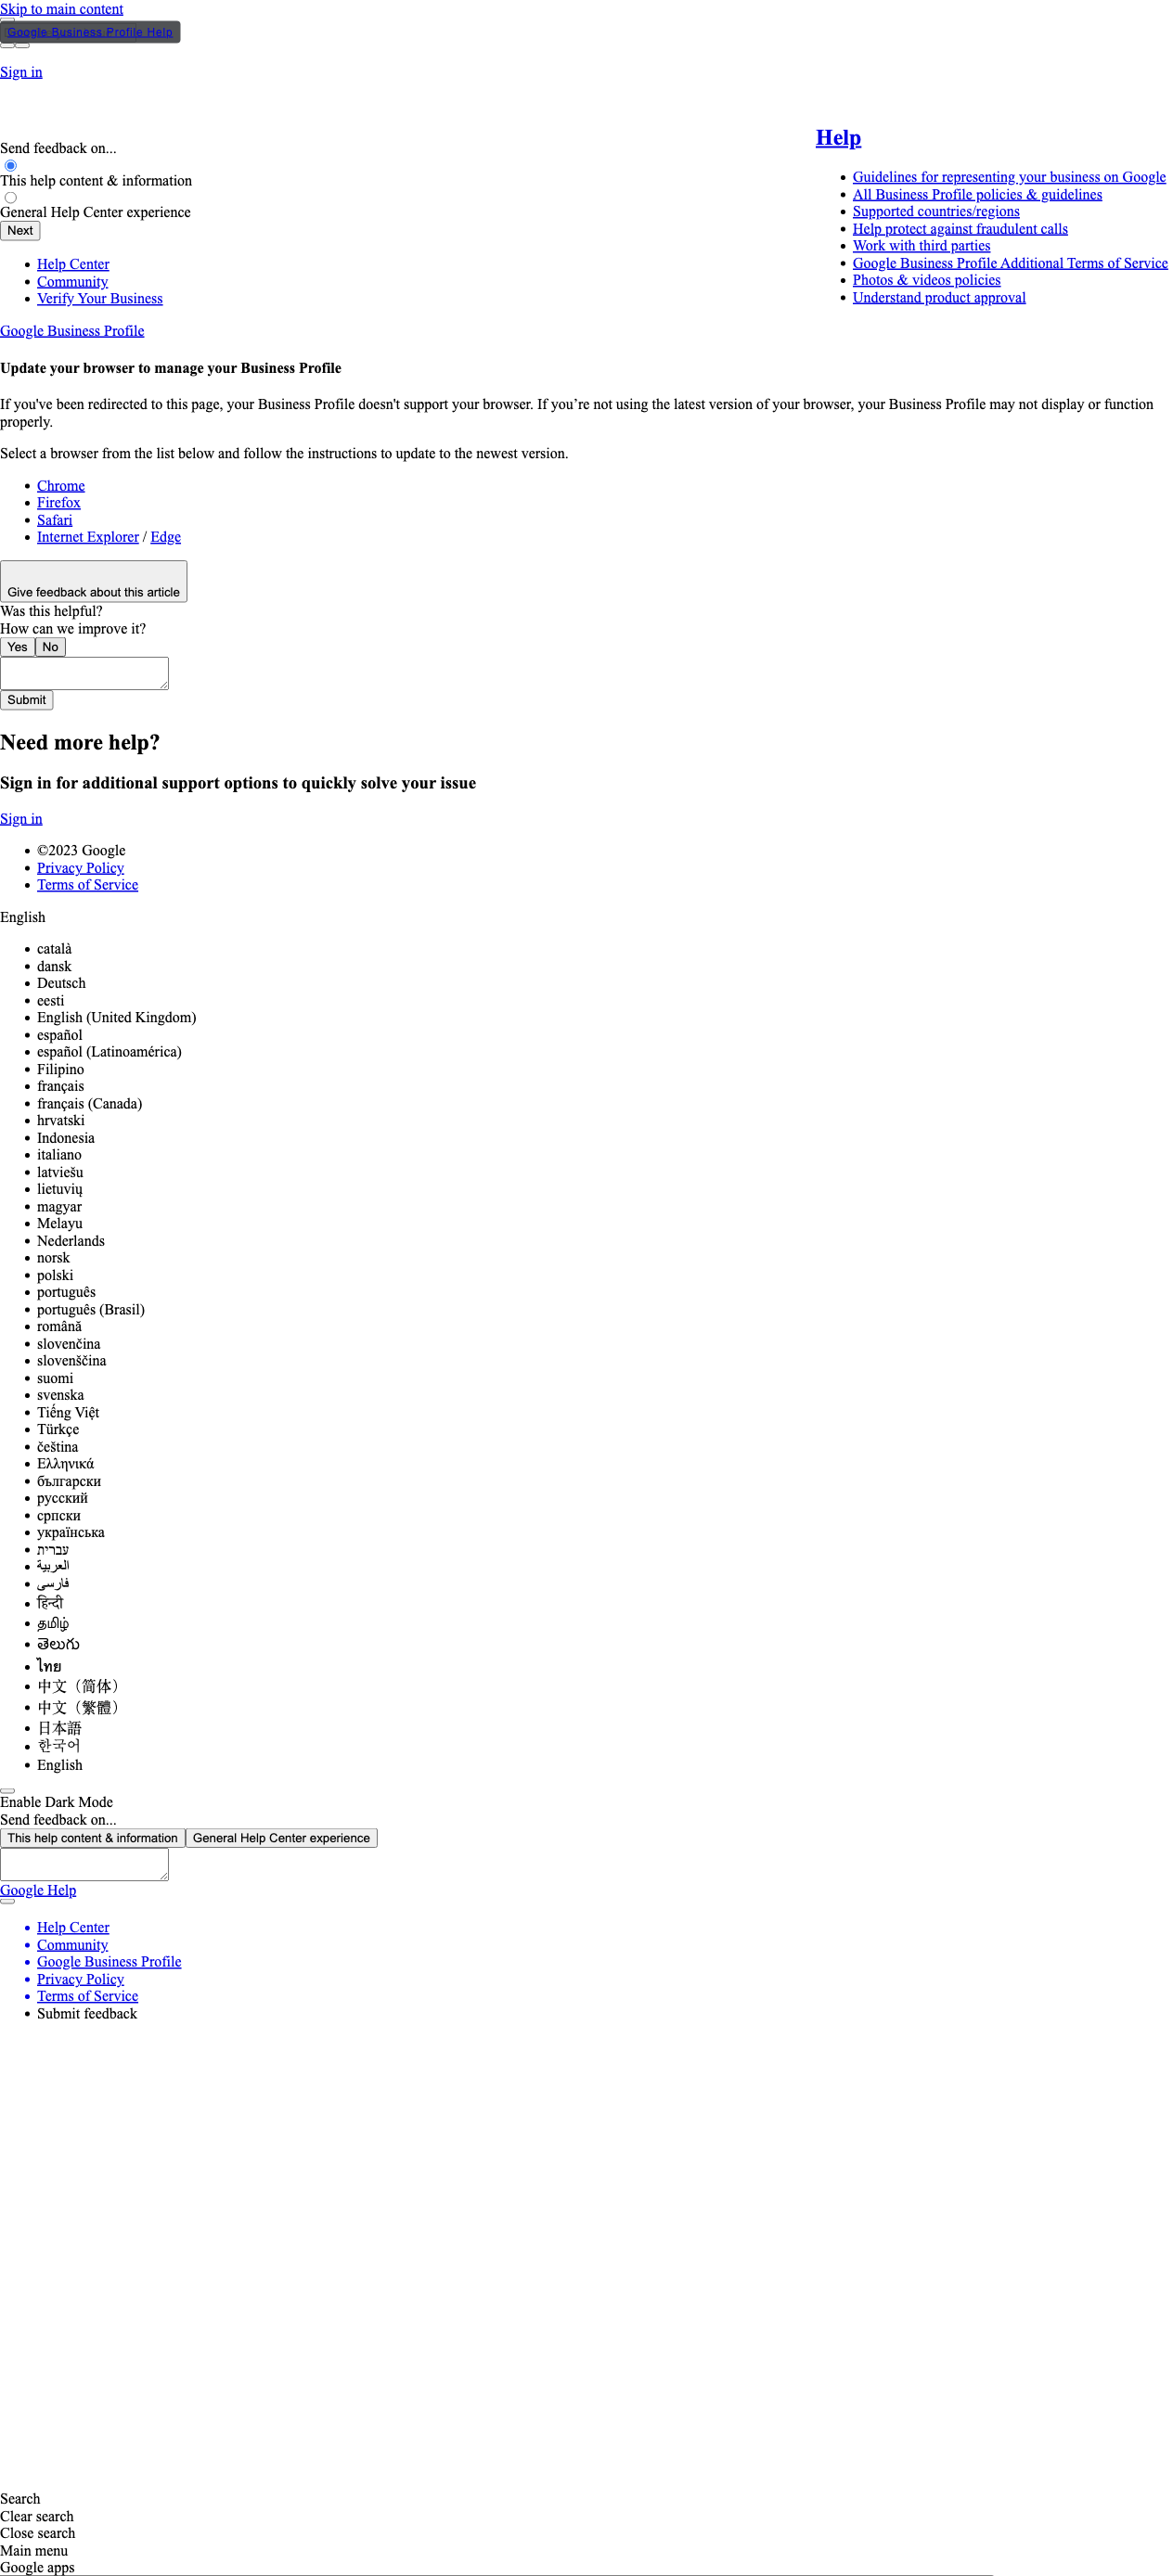 Skip to main content
Google Business Profile Help
Sign in
Send feedback on...
This help content & information
General Help Center experience
Next
Help Center
Community
Verify Your Business
Google Business Profile
Help
Guidelines for representing your business on Google
All Business Profile policies & guidelines
Supported countries/regions
Help protect against fraudulent calls
Work with third parties
Google Business Profile Additional Terms of Service
Photos & videos policies
Understand product approval
Update your browser to manage your Business Profile
If you've been redirected to this page, your Business Profile doesn't support your browser. If you’re not using the latest version of your browser, your Business Profile may not display or function
properly.
Select a browser from the list below and follow the instructions to update to the newest version.
Chrome
Firefox
Safari
Internet Explorer / Edge
Give feedback about this article
Was this helpful?
How can we improve it?
Yes No
Submit
Need more help?
Sign in for additional support options to quickly solve your issue
Sign in
©2023 Google
Privacy Policy
Terms of Service
English
català
dansk
Deutsch
eesti
English (United Kingdom)
español
español (Latinoamérica)
Filipino
français
français (Canada)
hrvatski
Indonesia
italiano
latviešu
lietuvių
magyar
Melayu
Nederlands
norsk
polski
português
português (Brasil)
română
slovenčina
slovenščina
suomi
svenska
Tiếng Việt
Türkçe
čeština
Ελληνικά
български
русский
српски
українська
עברית
العربية
فارسی
हिन्दी
தமிழ்
తెలుగు
ไทย
中文（简体）
中文（繁體）
日本語
한국어
English
Enable Dark Mode
Send feedback on...
This help content & information General Help Center experience
Google Help
Help Center
Community
Google Business Profile
Privacy Policy
Terms of Service
Submit feedback
Search
Clear search
Close search
Main menu
Google apps